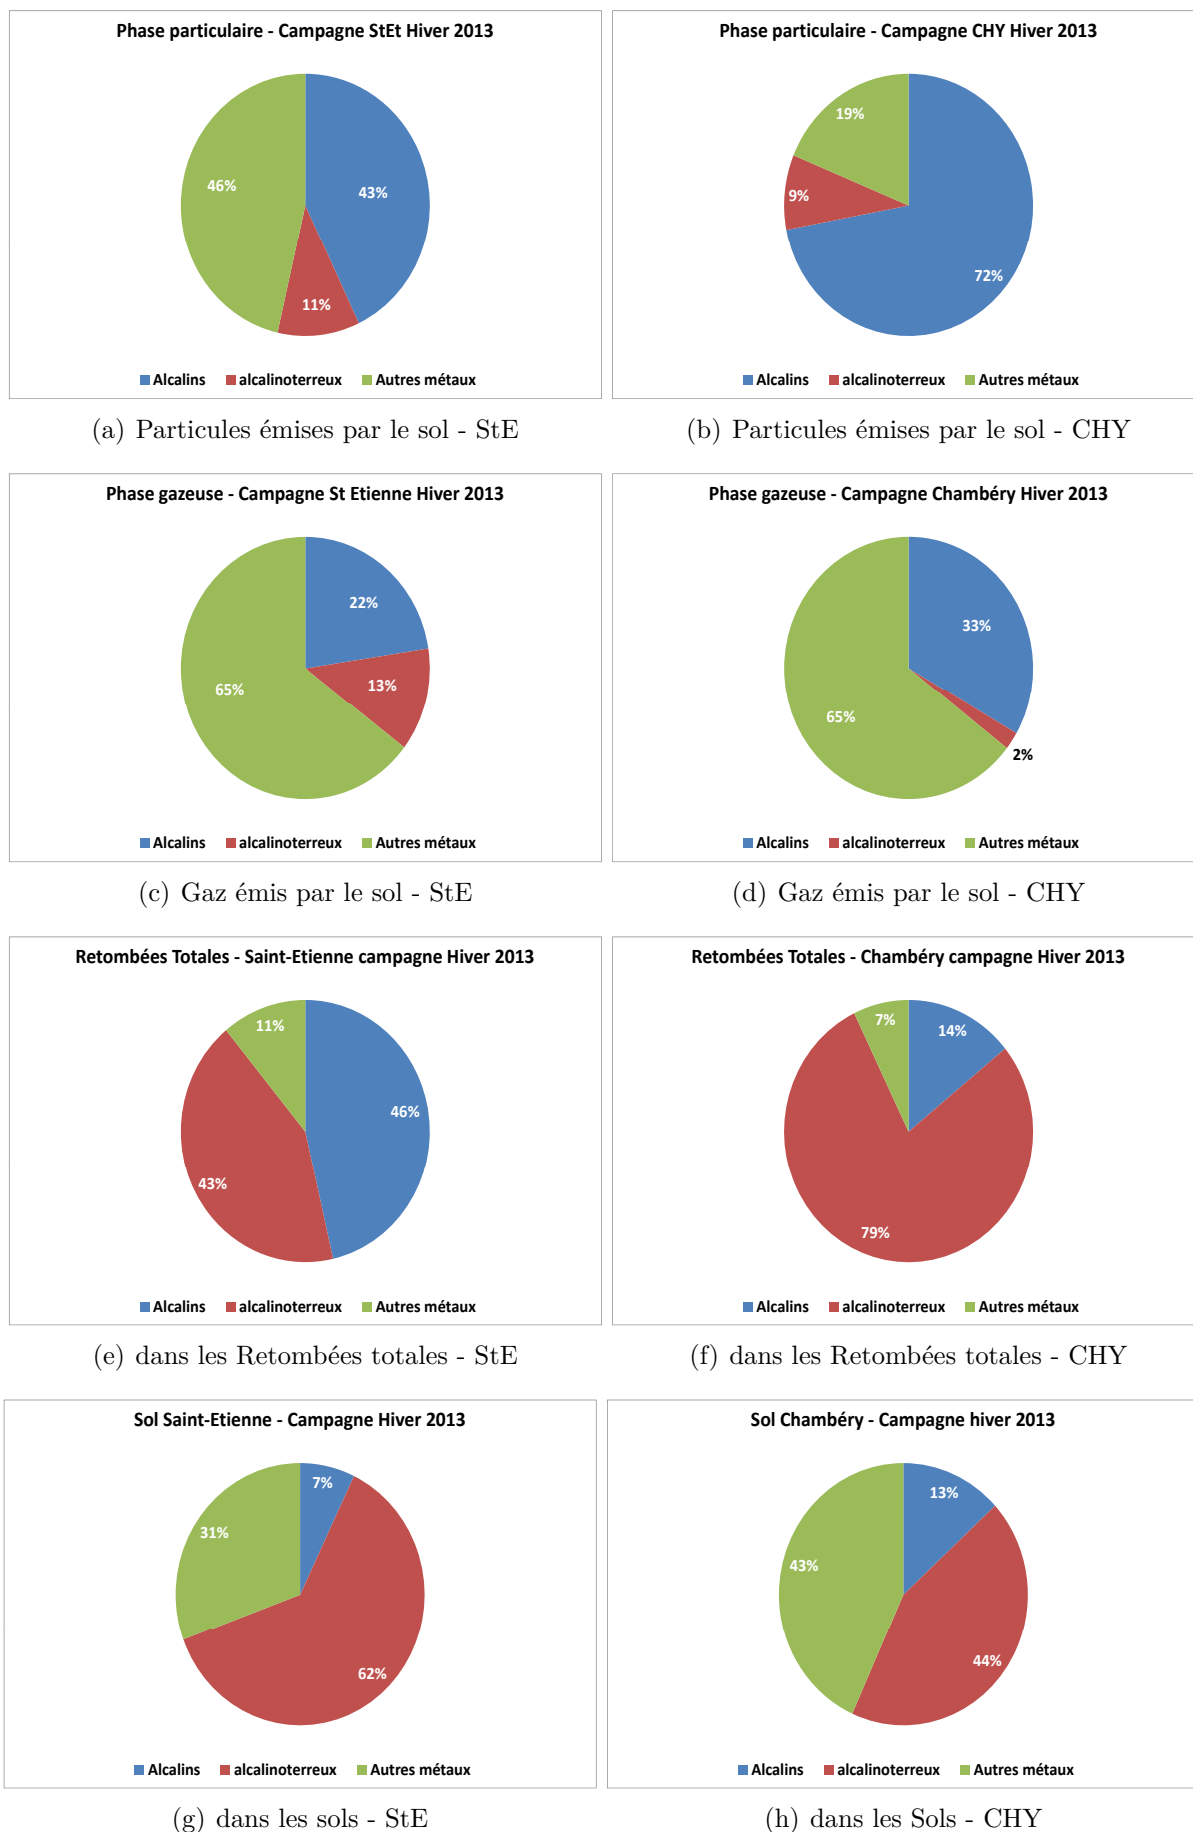 Phase particulaire - Campagne StEt Hiver 2013
46%
43%
11%
Alcalins alcalinoterreux Autres métaux
(a) Particules émises par le sol - StE
Phase particulaire - Campagne CHY Hiver 2013
19%
9%
72%
Alcalins alcalinoterreux Autres métaux
(b) Particules émises par le sol - CHY
Phase gazeuse - Campagne St Etienne Hiver 2013
22%
13%
65%
Alcalins alcalinoterreux Autres métaux
(c) Gaz émis par le sol - StE
Phase gazeuse - Campagne Chambéry Hiver 2013
33%
65%
2%
Alcalins alcalinoterreux Autres métaux
(d) Gaz émis par le sol - CHY
Retombées Totales - Saint-Etienne campagne Hiver 2013
11%
46%
43%
Alcalins alcalinoterreux Autres métaux
(e) dans les Retombées totales - StE
Retombées Totales - Chambéry campagne Hiver 2013
7%
14%
79%
Alcalins alcalinoterreux Autres métaux
(f) dans les Retombées totales - CHY
Sol Saint-Etienne - Campagne Hiver 2013
7%
31%
62%
Alcalins alcalinoterreux Autres métaux
(g) dans les sols - StE
Sol Chambéry - Campagne hiver 2013
13%
43%
44%
Alcalins alcalinoterreux Autres métaux
(h) dans les Sols - CHY